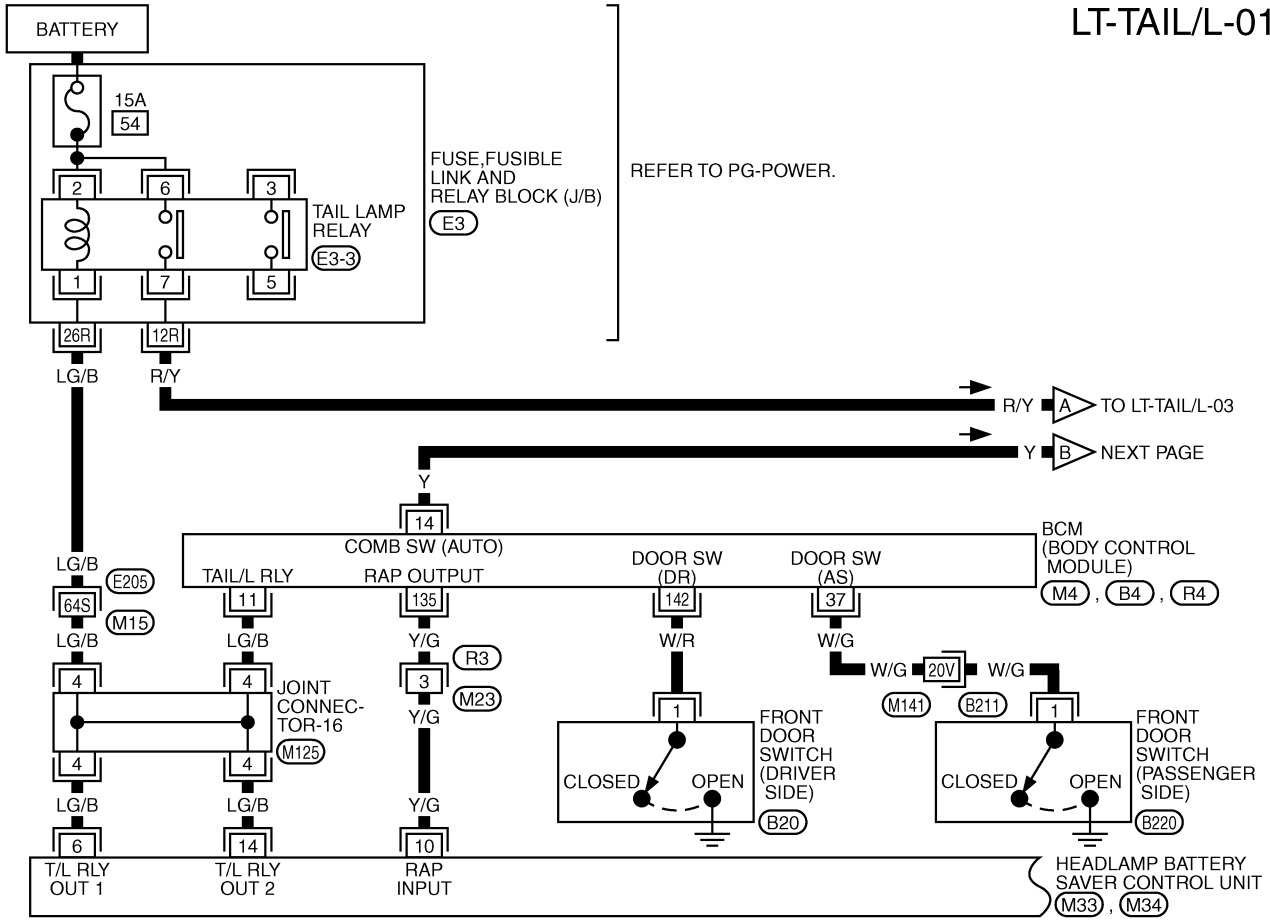 LT-TAIL/L-01
BATTERY
15A
54
2 6 3
TAIL LAMP
RELAY
E3-3
FUSE,FUSIBLE
LINK AND
RELAY BLOCK (J/B)
E3
REFER TO PG-POWER.
1 7 5
26R 12R
LG/B R/Y
R/Y A TO LT-TAIL/L-03
Y B NEXT PAGE
Y
14
COMB SW (AUTO)
TAIL/L RLY
RAP OUTPUT
DOOR SW
(DR)
DOOR SW
(AS)
BCM
(BODY CONTROL
MODULE)
M4 , B4 , R4
11 135 142 37
LG/B
E205
64S
M15
LG/B LG/B Y/G W/R W/G
R3
3
M23
Y/G
W/G 20V W/G
M141 B211
4 4
JOINT
CONNEC-
TOR-16
M125
4 4
LG/B LG/B Y/G
1
FRONT
DOOR
SWITCH
(DRIVER
SIDE)
B20
CLOSED OPEN
1
FRONT
DOOR
SWITCH
(PASSENGER
SIDE)
B220
CLOSED OPEN
6 14 10
T/L RLY
OUT 1
T/L RLY
OUT 2
RAP
INPUT
HEADLAMP BATTERY
SAVER CONTROL UNIT
M33 , M34